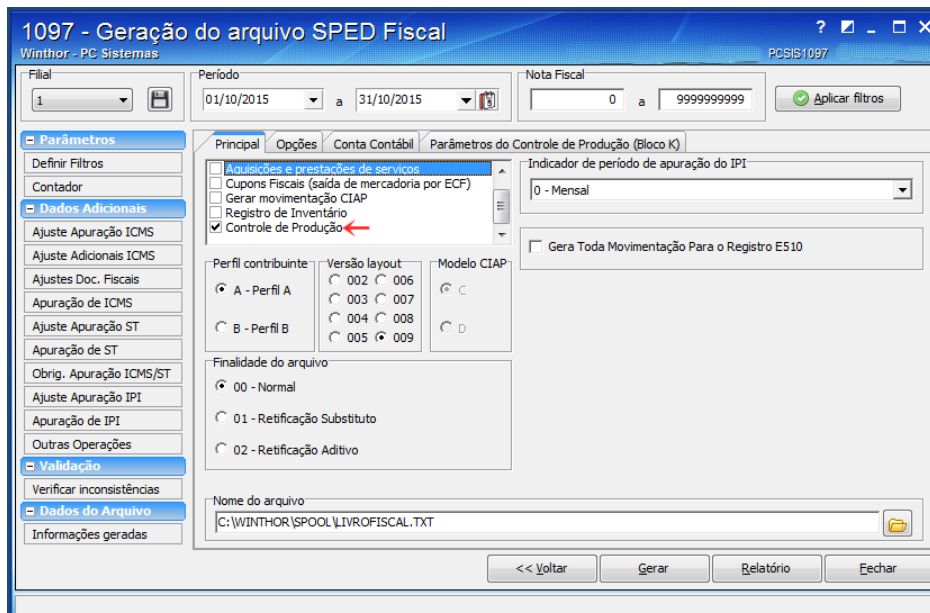 1097 - Geração do arquivo SPED Fiscal
Winthor - PC Sistemas
PCSIS1097
Filial
1
Período
01/10/2015 a 31/10/2015
Nota Fiscal
0 a 9999999999
Aplicar filtros
Parâmetros
Definir Filtros
Contador
Dados Adicionais
Ajuste Apuração ICMS
Ajuste Adicionais ICMS
Ajustes Doc. Fiscais
Apuração de ICMS
Ajuste Apuração ST
Apuração de ST
Obrig. Apuração ICMS/ST
Ajuste Apuração IPI
Apuração de IPI
Outras Operações
Validação
Verificar inconsistências
Dados do Arquivo
Informações geradas
Principal Opções Conta Contábil Parâmetros do Controle de Produção (Bloco K)
Aquisições e prestações de serviços
Cupons Fiscais (saída de mercadoria por ECF)
Gerar movimentação CIAP
Registro de Inventário
Controle de Produção
Indicador de período de apuração do IPI
0 - Mensal
Gera Toda Movimentação Para o Registro E510
Perfil contribuinte
A - Perfil A
B - Perfil B
Versão layout
002 006
003 007
004 008
005 009
Modelo CIAP
C
D
Finalidade do arquivo
00 - Normal
01 - Retificação Substituto
02 - Retificação Aditivo
Nome do arquivo
C:\WINTHOR\SPOOL\LIVROFISCAL.TXT
<< Voltar Gerar Relatório Fechar